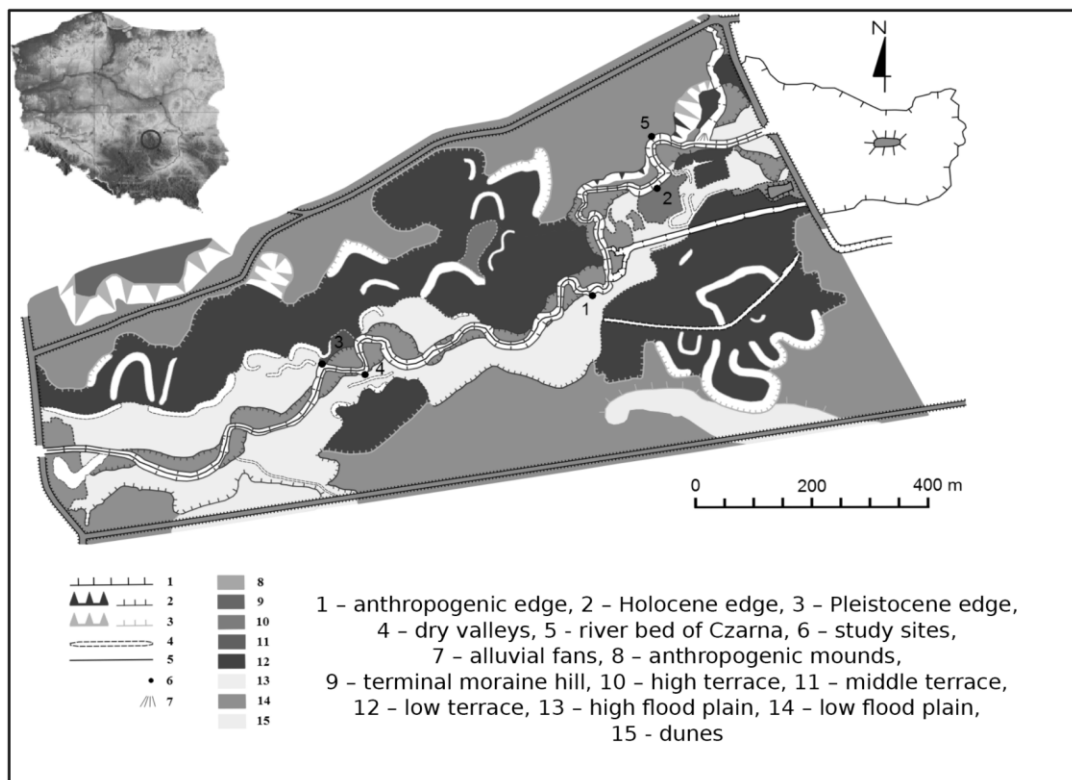 N
5
2
1
3
4
0 200 400 m
1 8
2 9
3 10
4 11
5 12
6 13
7 14
15
1 – anthropogenic edge, 2 – Holocene edge, 3 – Pleistocene edge,
4 – dry valleys, 5 - river bed of Czarna, 6 – study sites,
7 – alluvial fans, 8 – anthropogenic mounds,
9 – terminal moraine hill, 10 – high terrace, 11 – middle terrace,
12 – low terrace, 13 – high flood plain, 14 – low flood plain,
15 - dunes